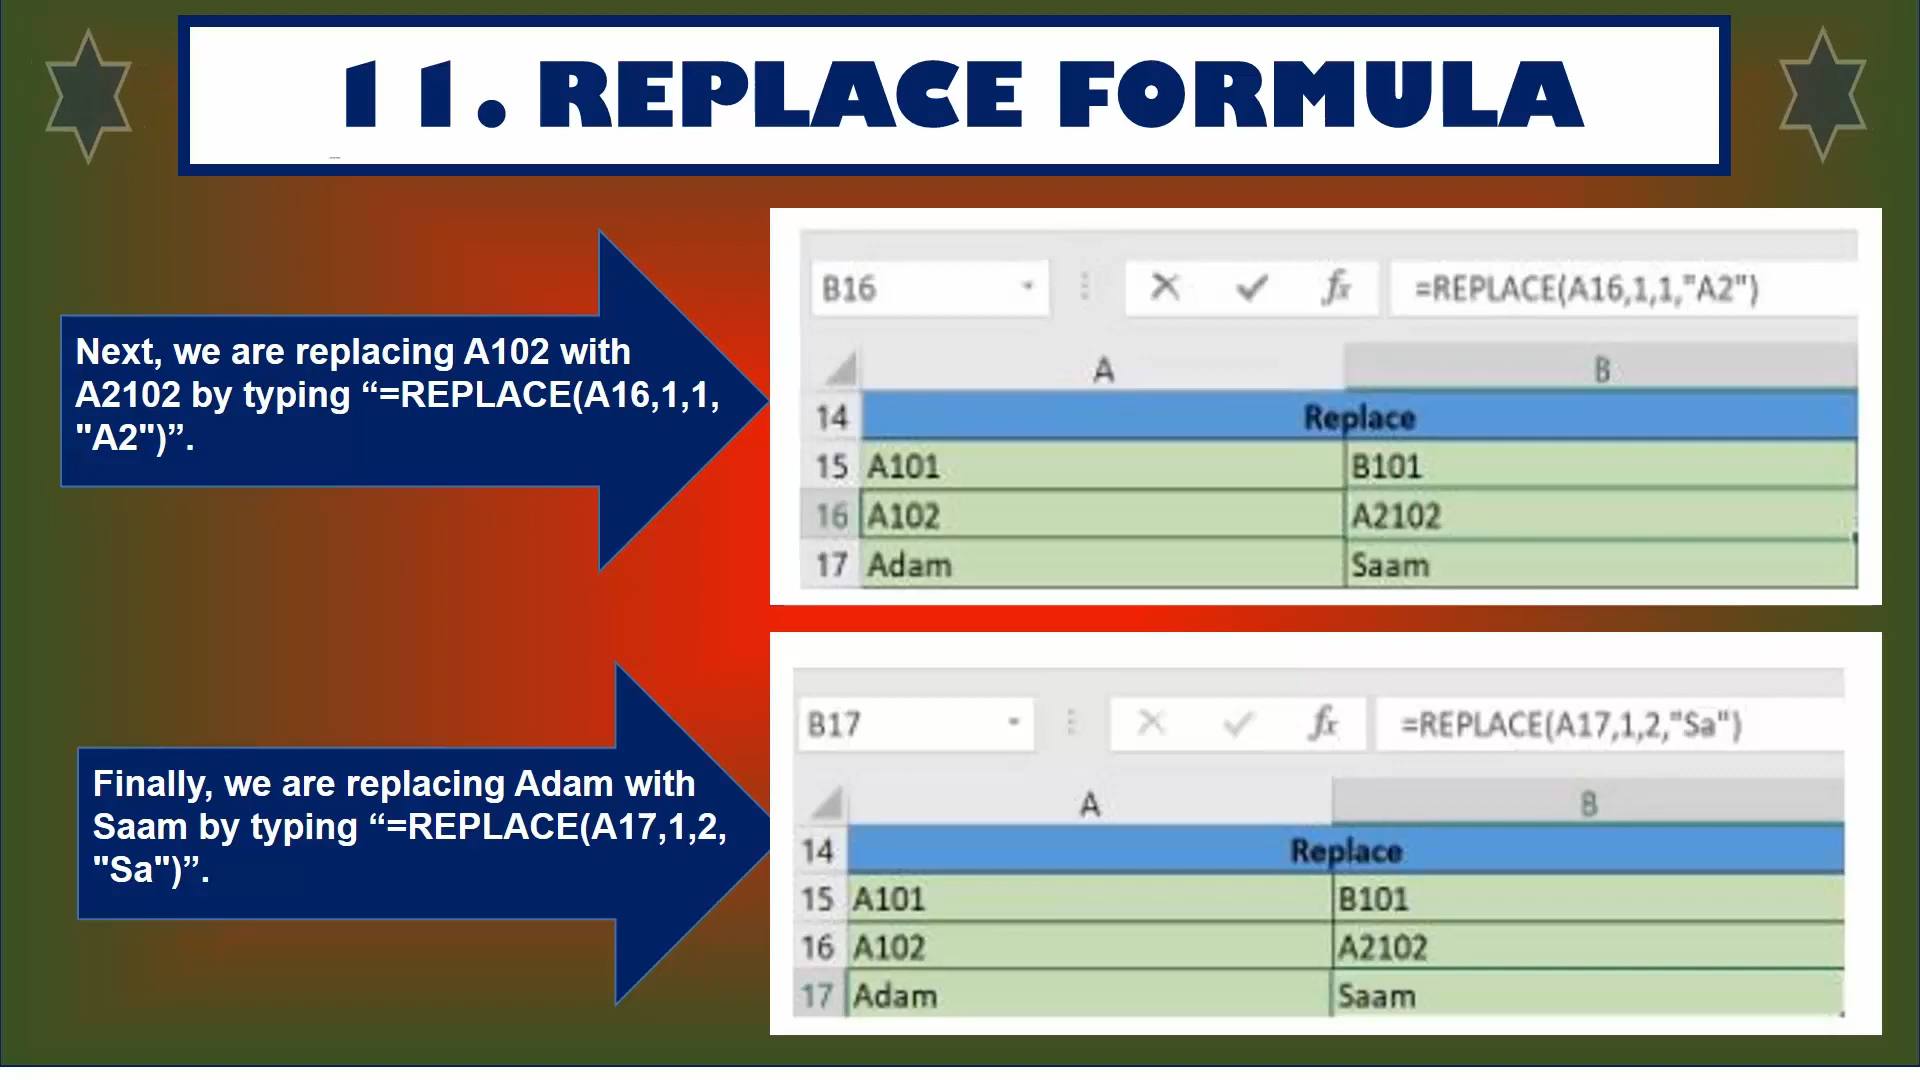 11. REPLACE FORMULA
Next, we are replacing A102 with
A2102 by typing “=REPLACE(A16,1,1,
"A2")”.
B16 fx =REPLACE(A16,1,1,"A2")
A B
14 Replace
15 A101 B101
16 A102 A2102
17 Adam Saam
Finally, we are replacing Adam with
Saam by typing “=REPLACE(A17,1,2,
"Sa")”.
B17 fx =REPLACE(A17,1,2,"Sa")
A B
14 Replace
15 A101 B101
16 A102 A2102
17 Adam Saam